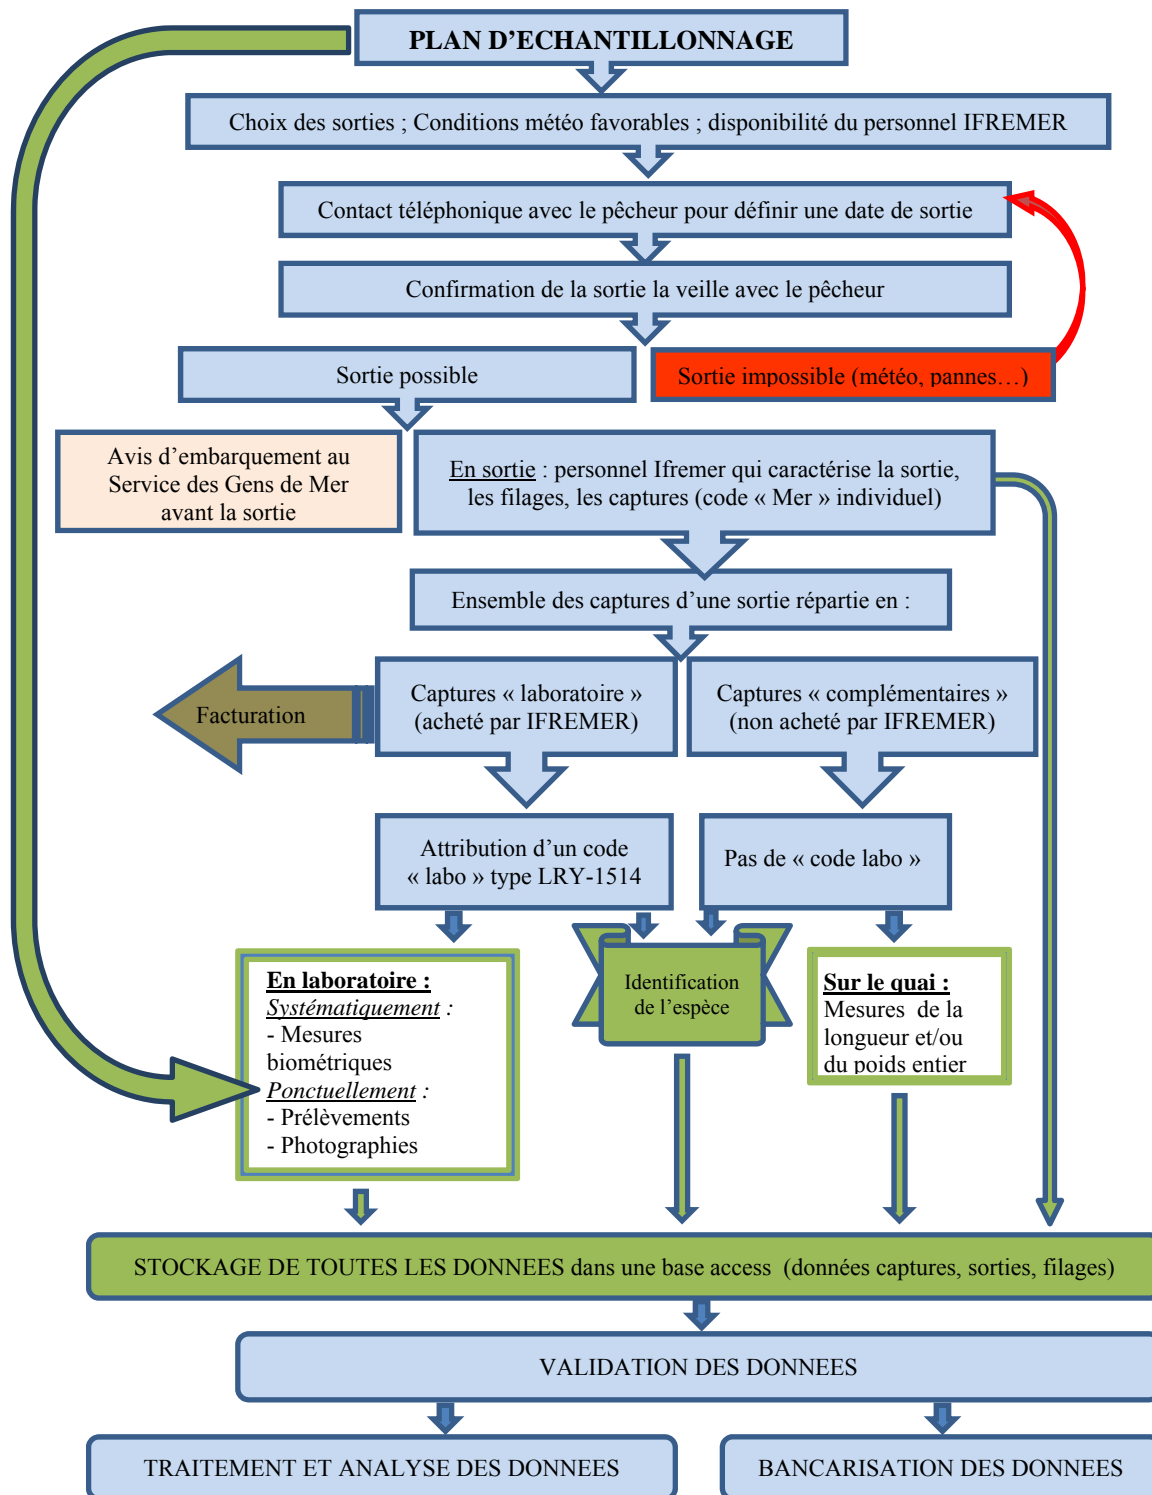 PLAN D'ECHANTILLONNAGE
Choix des sorties ; Conditions météo favorables ; disponibilité du personnel IFREMER
Contact téléphonique avec le pêcheur pour définir une date de sortie
Confirmation de la sortie la veille avec le pêcheur
Sortie possible
Sortie impossible (météo, pannes…)
Avis d'embarquement au
Service des Gens de Mer
avant la sortie
En sortie : personnel Ifremer qui caractérise la sortie,
les filages, les captures (code « Mer » individuel)
Ensemble des captures d'une sortie répartie en :
Facturation
Captures « laboratoire »
(acheté par IFREMER)
Captures « complémentaires »
(non acheté par IFREMER)
Attribution d'un code
« labo » type LRY-1514
Pas de « code labo »
En laboratoire :
Systématiquement :
- Mesures
biométriques
Ponctuellement :
- Prélèvements
- Photographies
Identification
de l'espèce
Sur le quai :
Mesures de la
longueur et/ou
du poids entier
STOCKAGE DE TOUTES LES DONNEES dans une base access (données captures, sorties, filages)
VALIDATION DES DONNEES
TRAITEMENT ET ANALYSE DES DONNEES
BANCARISATION DES DONNEES